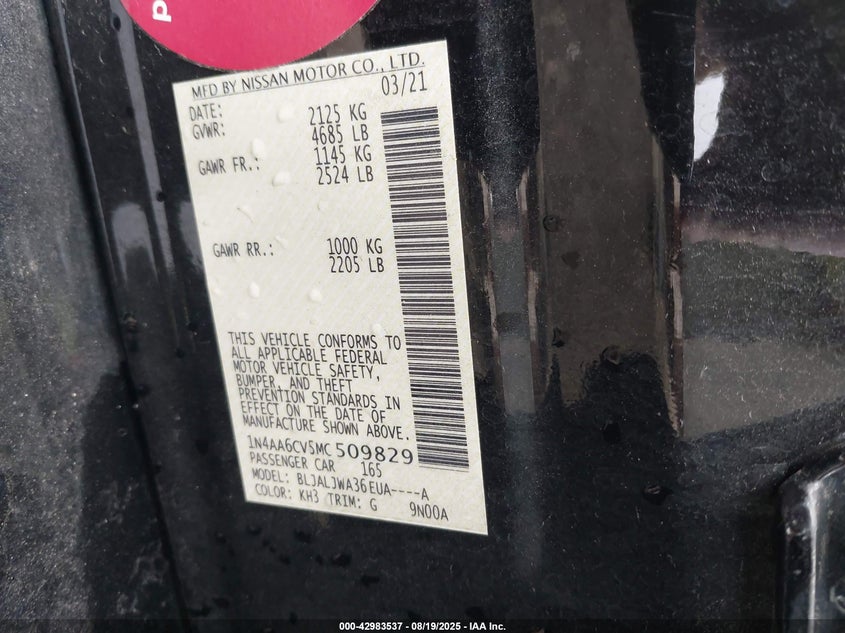 P
MFD BY NISSAN MOTOR CO., LTD.
DATE: 03/21
GVWR: 2125 KG
4685 LB
GAWR FR.: 1145 KG
2524 LB
GAWR RR.: 1000 KG
2205 LB
THIS VEHICLE CONFORMS TO
ALL APPLICABLE FEDERAL
MOTOR VEHICLE SAFETY,
BUMPER, AND THEFT
PREVENTION STANDARDS IN
EFFECT ON THE DATE OF
MANUFACTURE SHOWN ABOVE.
1N4AA6CV5MC509829
PASSENGER CAR 165
MODEL: BLJALJWA36EUA----A
COLOR: KH3 TRIM: G 9N00A
000-42983537 - 08/19/2025 - IAA Inc.